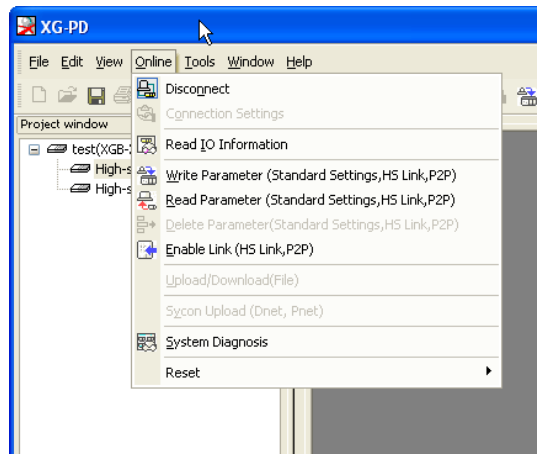 XG-PD
File Edit View Online Tools Window Help
Project window
test(XGB-
High-s
High-s
Disconnect
Connection Settings
Read IO Information
Write Parameter (Standard Settings,HS Link,P2P)
Read Parameter (Standard Settings,HS Link,P2P)
Delete Parameter(Standard Settings,HS Link,P2P)
Enable Link (HS Link,P2P)
Upload/Download(File)
Sycon Upload (Dnet, Pnet)
System Diagnosis
Reset